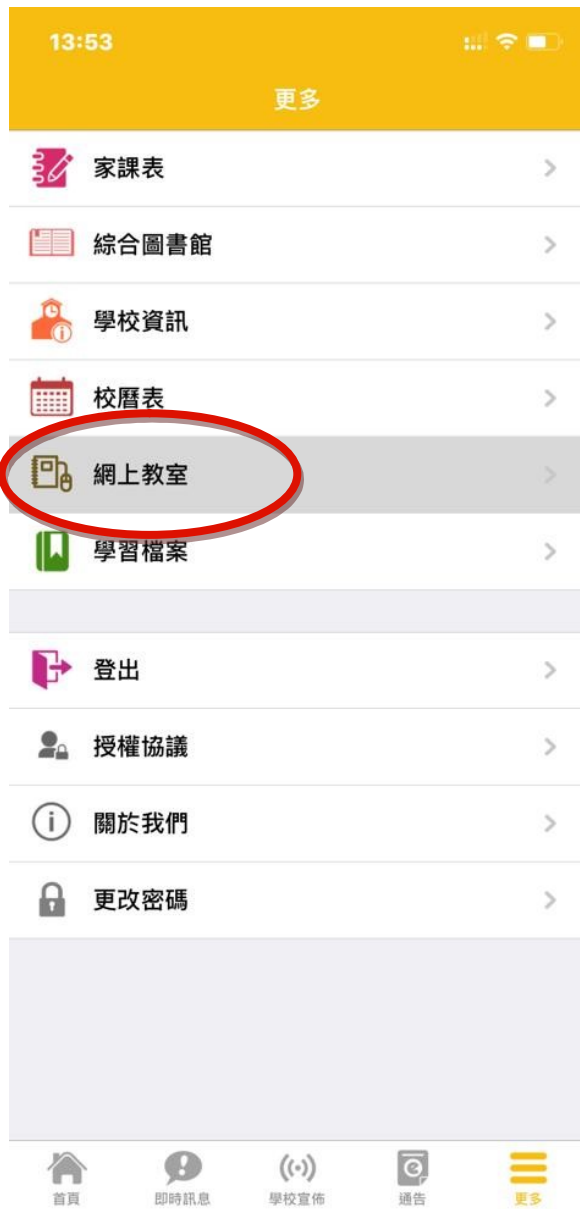 13:53
更多
家課表
綜合圖書館
學校資訊
校曆表
網上教室
學習檔案
登出
授權協議
關於我們
更改密碼
首頁
即時訊息
學校宣佈
通告
更多